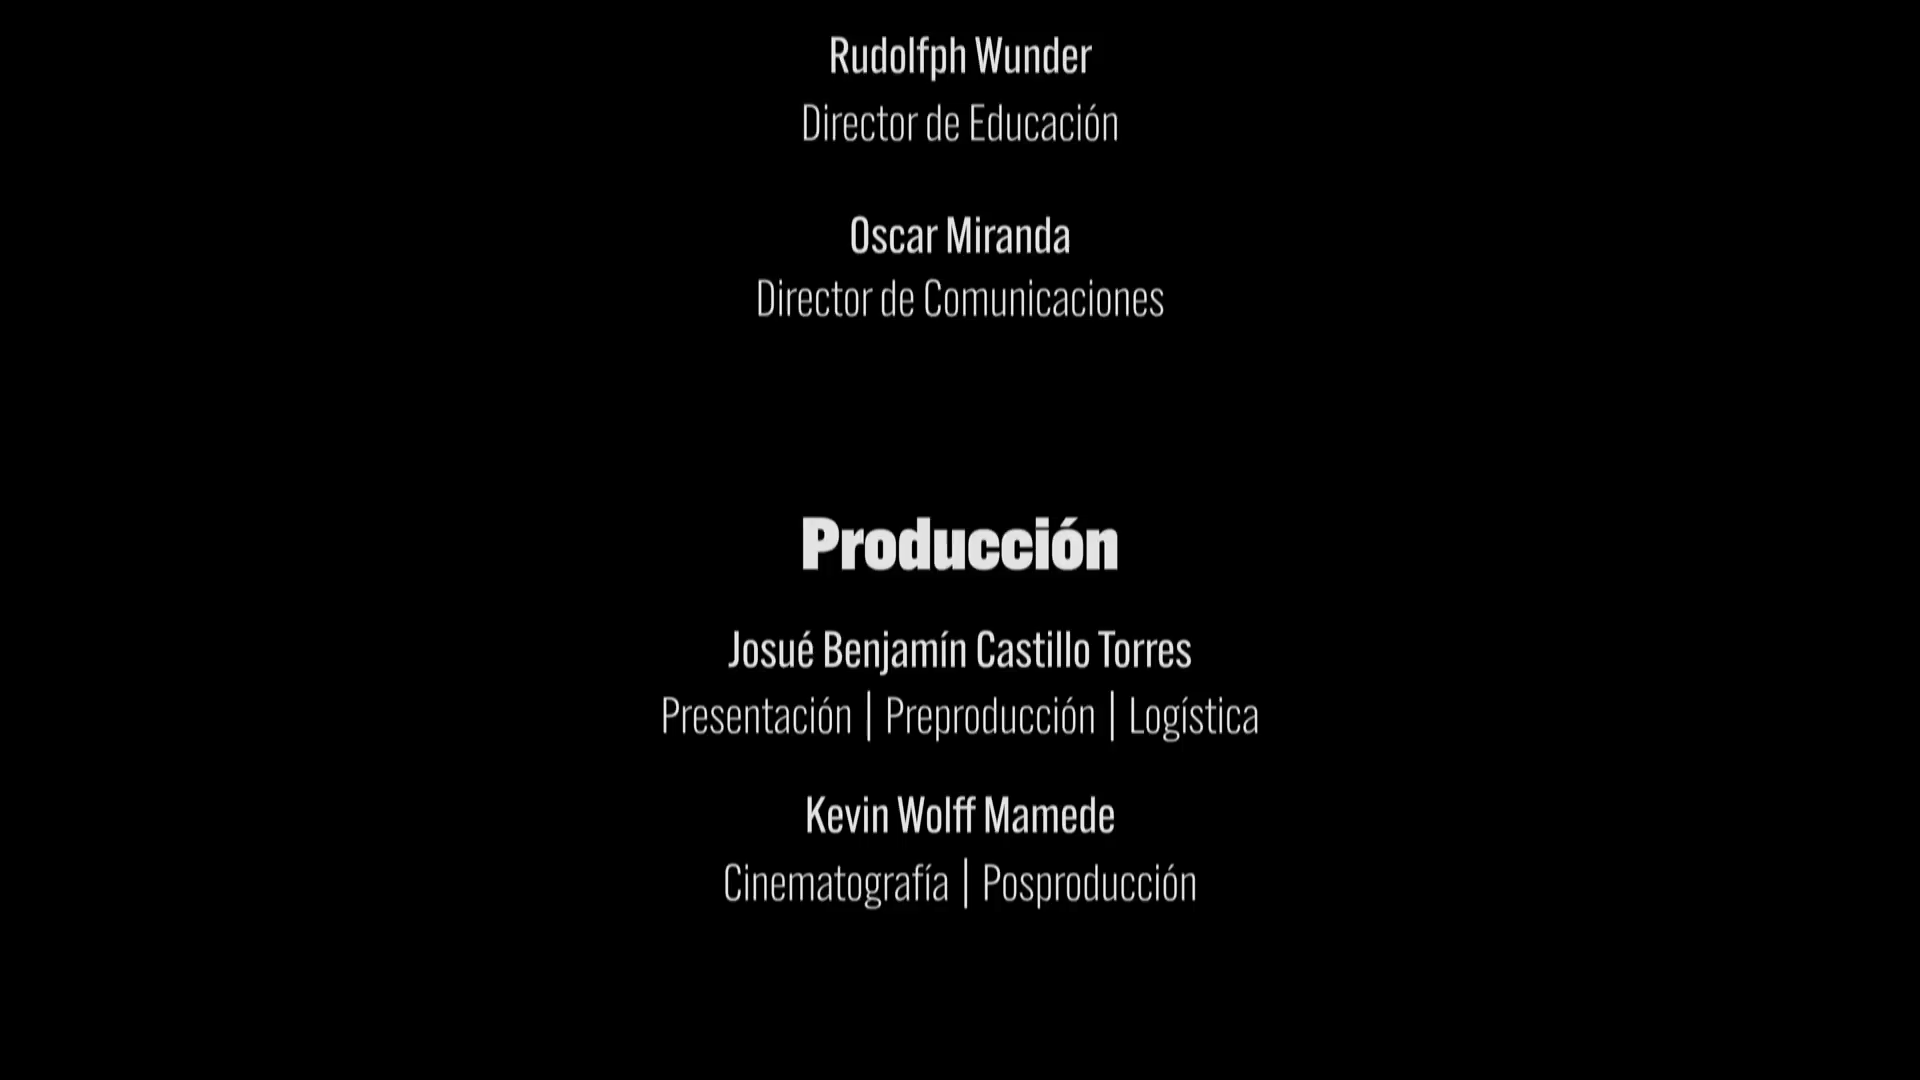 Rudolfph Wunder
Director de Educación
Oscar Miranda
Director de Comunicaciones
Producción
Josué Benjamín Castillo Torres
Presentación | Preproducción | Logística
Kevin Wolff Mamede
Cinematografía | Posproducción